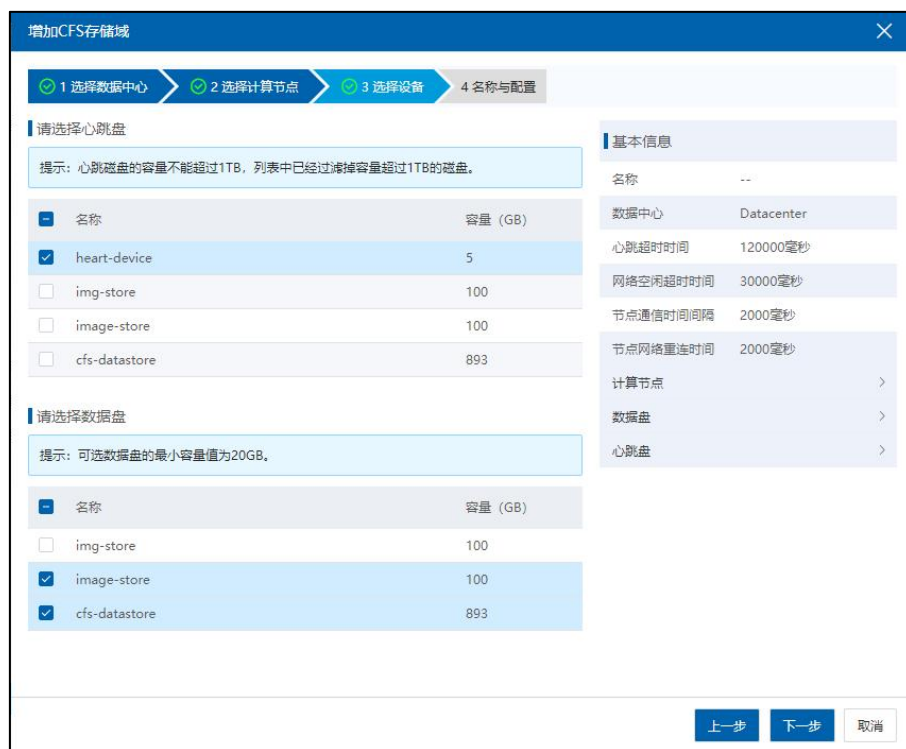 增加CFS存储域
1 选择数据中心 2 选择计算节点 3 选择设备 4 名称与配置
请选择心跳盘
提示：心跳磁盘的容量不能超过1TB，列表中已经过滤掉容量超过1TB的磁盘。
名称 容量（GB）
heart-device 5
img-store 100
image-store 100
cfs-datastore 893
请选择数据盘
提示：可选数据盘的最小容量值为20GB。
名称 容量（GB）
img-store 100
image-store 100
cfs-datastore 893
基本信息
名称 --
数据中心 Datacenter
心跳超时时间 120000毫秒
网络空闲超时时间 30000毫秒
节点通信时间间隔 2000毫秒
节点网络重连时间 2000毫秒
计算节点
数据盘
心跳盘
上一步 下一步 取消